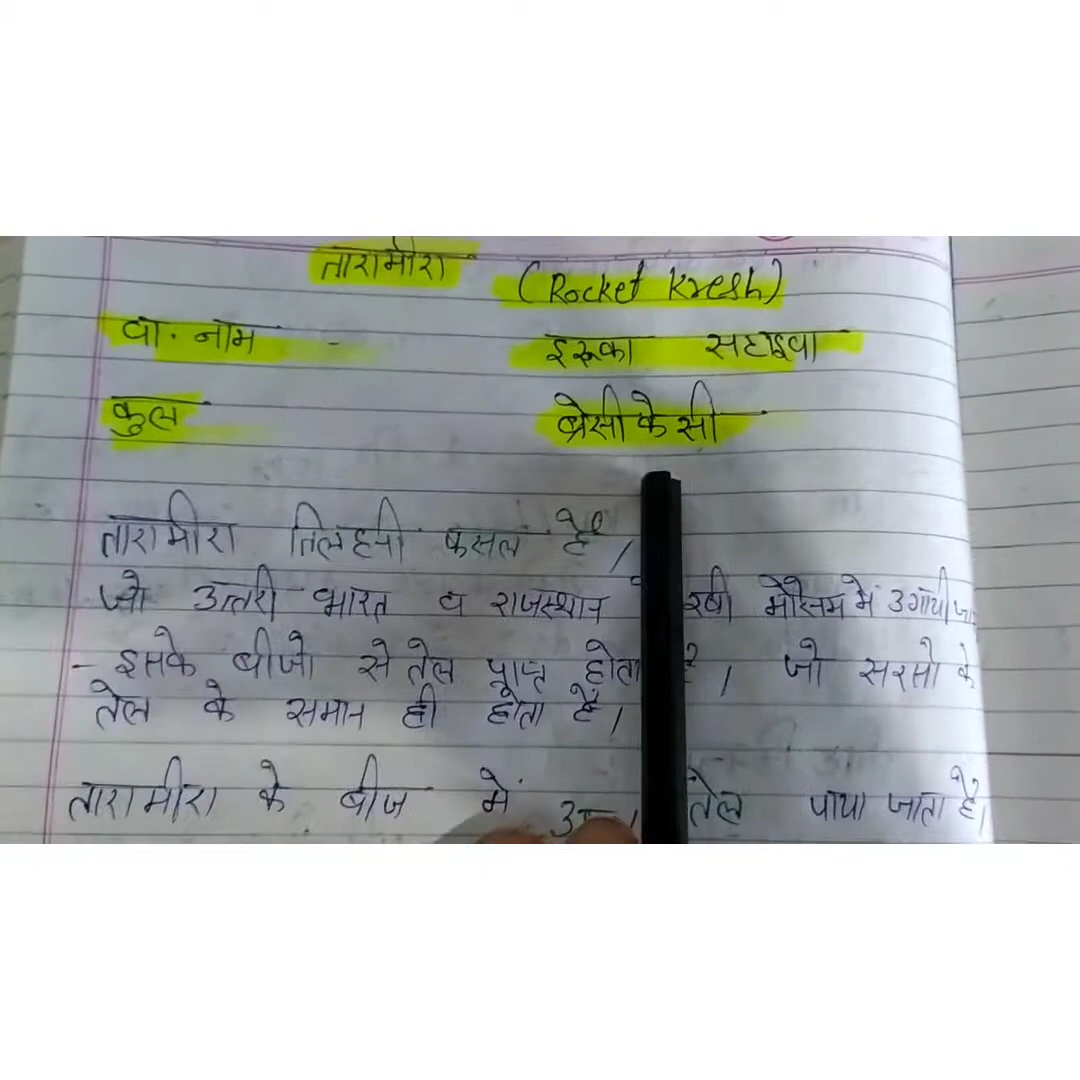 तारामीरा (Rocket Kresh)
वा. नाम - इरूका सटाइवा
कुल ब्रेसीकेसी
तारामीरा तिलहनी फसल है।
जो उत्तरी भारत व राजस्थान रबी मौसम में उगायी
- इसके बीजो से तेल प्राप्त होता है। जो सरसो के
तेल के समान ही होता है।
तारामीरा के बीज में तेल पाया जाता है।